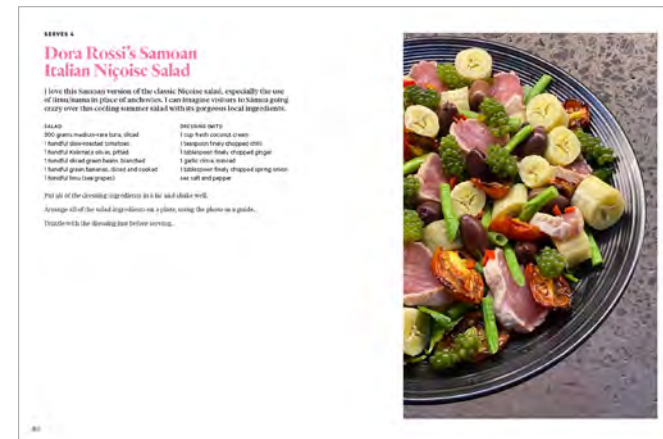 SERVES 4
Dora Rossi's Samoan
Italian Niçoise Salad
I love this Samoan version of the classic Niçoise salad, especially the use
of limu/nama in place of anchovies. I can imagine visitors to Sāmoa going
crazy over this cooling summer salad with its gorgeous local ingredients.
SALAD
300 grams medium-rare tuna, sliced
1 handful slow-roasted tomatoes
1 handful Kalamata olives, pitted
1 handful sliced green beans, blanched
1 handful green bananas, sliced and cooked
1 handful limu (sea grapes)
DRESSING
1 cup fresh coconut cream
1 teaspoon finely chopped chilli
1 tablespoon finely chopped ginger
1 garlic clove, minced
1 tablespoon finely chopped spring onion
sea salt and pepper
Put all of the dressing ingredients in a jar and shake well.
Arrange all of the salad ingredients on a plate, using the photo as a guide.
Drizzle with the dressing just before serving.